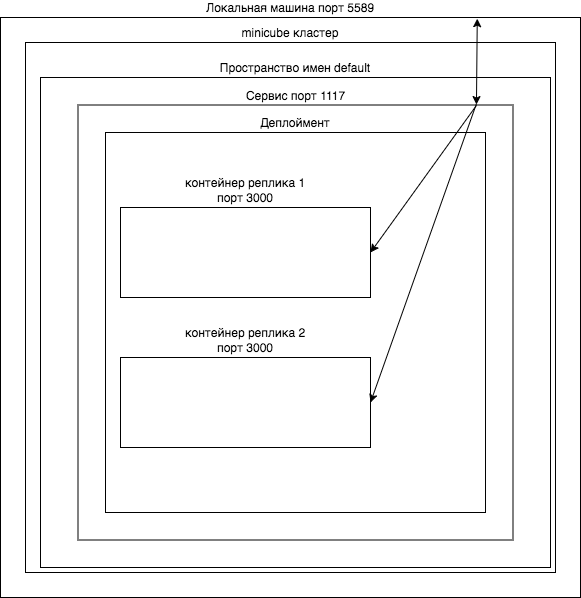 Локальная машина порт 5589
minicube кластер
Пространство имен default
Сервис порт 1117
Деплоймент
контейнер реплика 1
порт 3000
контейнер реплика 2
порт 3000